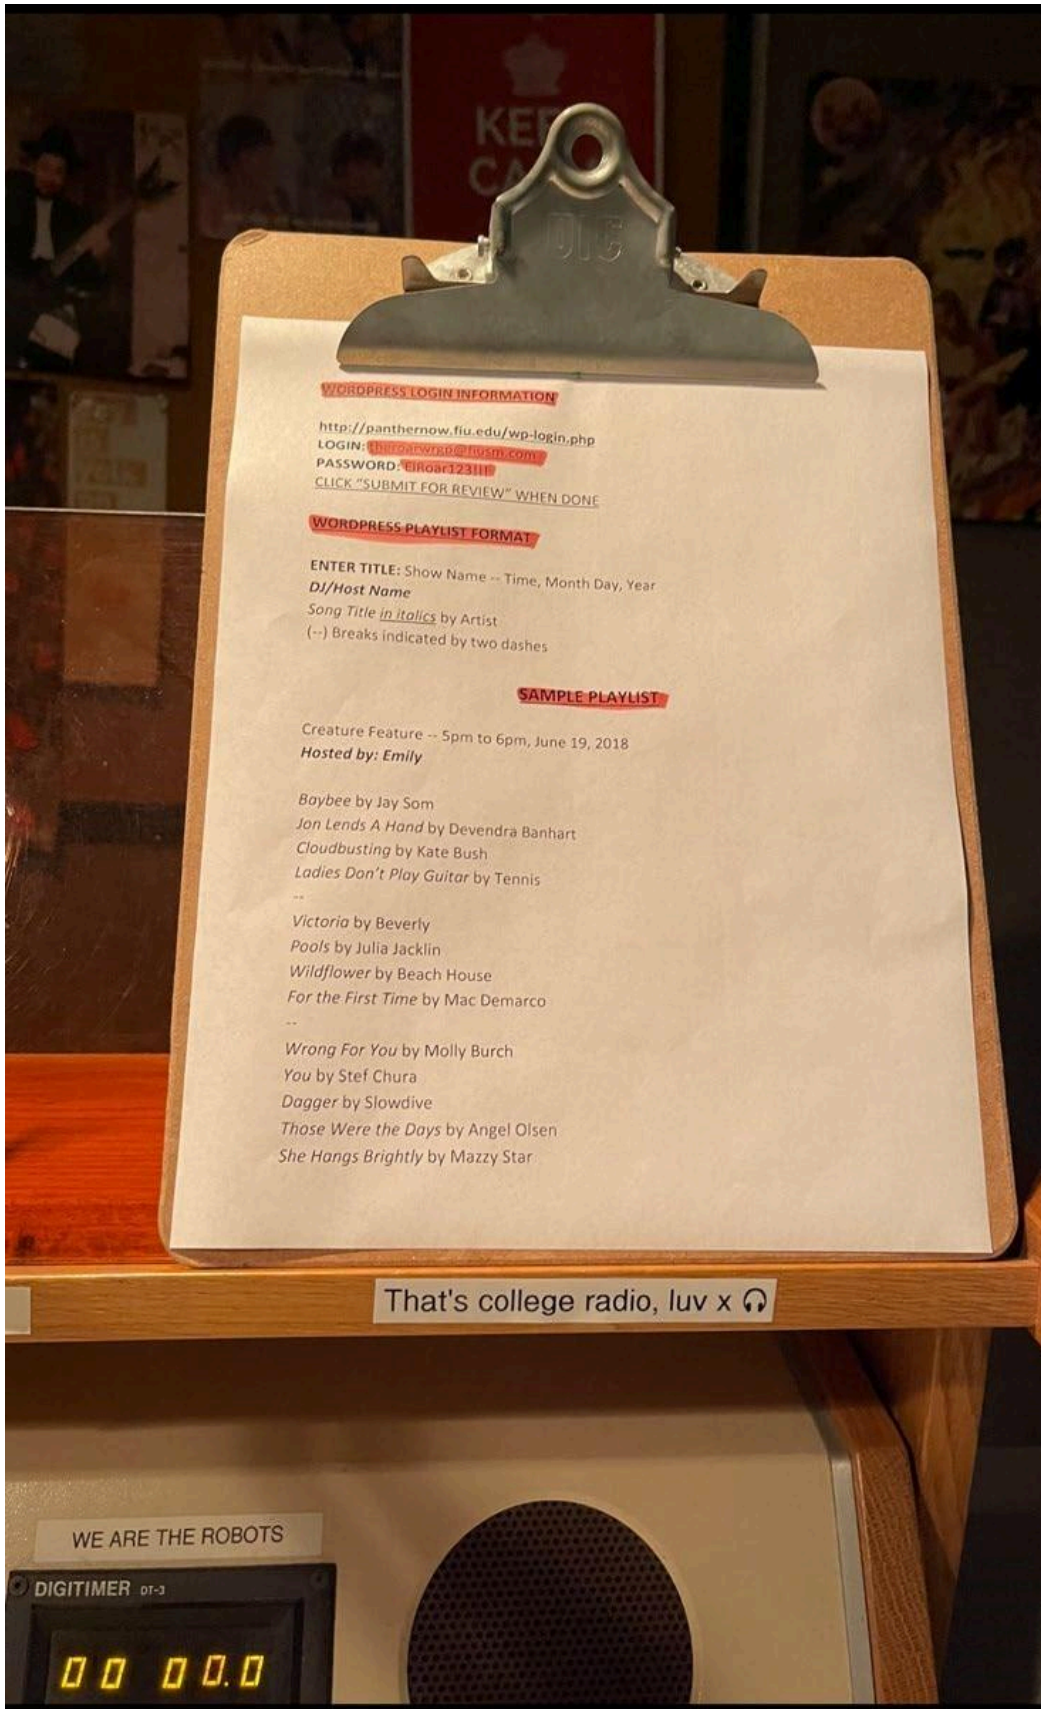 KEEP
CA
DIC
WORDPRESS LOGIN INFORMATION
http://panthernow.fiu.edu/wp-login.php
LOGIN:
PASSWORD:
CLICK "SUBMIT FOR REVIEW" WHEN DONE
WORDPRESS PLAYLIST FORMAT
ENTER TITLE: Show Name -- Time, Month Day, Year
DJ/Host Name
Song Title in italics by Artist
(--) Breaks indicated by two dashes
SAMPLE PLAYLIST
Creature Feature -- 5pm to 6pm, June 19, 2018
Hosted by: Emily
Baybee by Jay Som
Jon Lends A Hand by Devendra Banhart
Cloudbusting by Kate Bush
Ladies Don't Play Guitar by Tennis
--
Victoria by Beverly
Pools by Julia Jacklin
Wildflower by Beach House
For the First Time by Mac Demarco
--
Wrong For You by Molly Burch
You by Stef Chura
Dagger by Slowdive
Those Were the Days by Angel Olsen
She Hangs Brightly by Mazzy Star
That's college radio, luv x
WE ARE THE ROBOTS
DIGITIMER DT-3
00 00.0